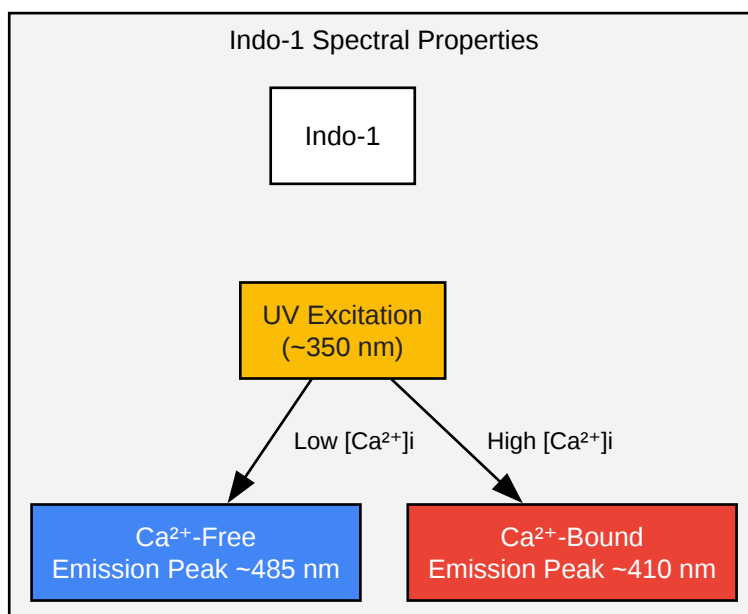 Indo-1 Spectral Properties
Indo-1
UV Excitation
(~350 nm)
Low [Ca²⁺]i
High [Ca²⁺]i
Ca²⁺-Free
Emission Peak ~485 nm
Ca²⁺-Bound
Emission Peak ~410 nm